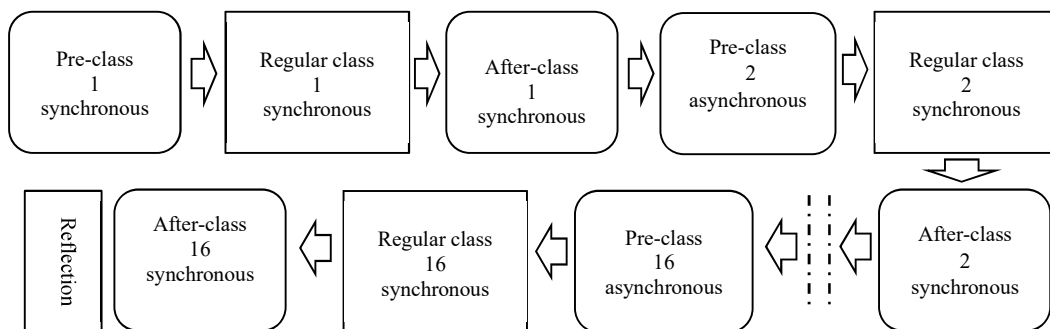 Pre-class
1
synchronous
Regular class
1
synchronous
After-class
1
synchronous
Pre-class
2
asynchronous
Regular class
2
synchronous
After-class
2
synchronous
Pre-class
16
asynchronous
Regular class
16
synchronous
After-class
16
synchronous
Reflection